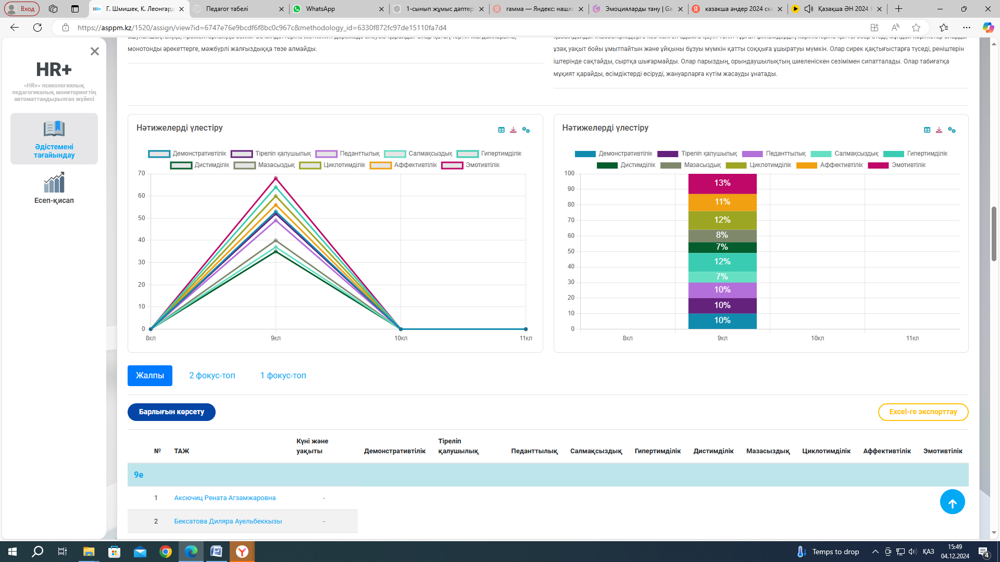 Вход
Г. Шмишек, К. Леонгард
Педагог табелі
WhatsApp
1-сынып жұмыс дәптер
гамма — Яндекс: нашло
Эмоцияларды тану | Ga
казакша әндер 2024 ска
Қазақша ӘН 2024
https://asppm.kz/1520/assign/view?id=6747e76e9bcdf6f8bc0c967c&methodology_id=6330f872fc97de15110fa7d4
HR+
«HR+» психологиялық
педагогикалық мониторингтің
автоматтандырылған жүйесі
Әдістемені
тағайындау
Есеп-қисап
монотонды әрекеттерге, мәжбүрлі жалғыздыққа төзе алмайды.
ұзақ уақыт бойы ұмытпайтын және ұйқыны бұзуы мүмкін қатты соққыға ұшыратуы мүмкін. Олар сирек қақтығыстарға түседі, реніштерін
іштерінде сақтайды, сыртқа шығармайды. Олар парыздың, орындаушылықтың шиеленіскен сезімімен сипатталады. Олар табиғатқа
мұқият қарайды, өсімдіктерді өсіруді, жануарларға күтім жасауды ұнатады.
Нәтижелерді үлестіру
Демонстративтілік Тіреліп қалушылық Педанттылық Салмақсыздық Гипертимділік
Дистимділік Мазасыздық Циклотимділік Аффективтілік Эмотивтілік
70
60
50
40
30
20
10
0
8кл 9кл 10кл 11кл
Нәтижелерді үлестіру
Демонстративтілік Тіреліп қалушылық Педанттылық Салмақсыздық Гипертимділік
Дистимділік Мазасыздық Циклотимділік Аффективтілік Эмотивтілік
100
90
80
70
60
50
40
30
20
10
0
13%
11%
12%
8%
7%
12%
7%
10%
10%
10%
8кл 9кл 10кл 11кл
Жалпы 2 фокус-топ 1 фокус-топ
Барлығын көрсету
Excel-ге экспорттау
№ ТАЖ Күні және уақыты Демонстративтілік Тіреліп қалушылық Педанттылық Салмақсыздық Гипертимділік Дистимділік Мазасыздық Циклотимділік Аффективтілік Эмотивтілік
9е
1 Аксючиц Рената Агзамжаровна -
2 Бексатова Диляра Ауельбеккызы -
Temps to drop
ҚАЗ
15:49
04.12.2024
4